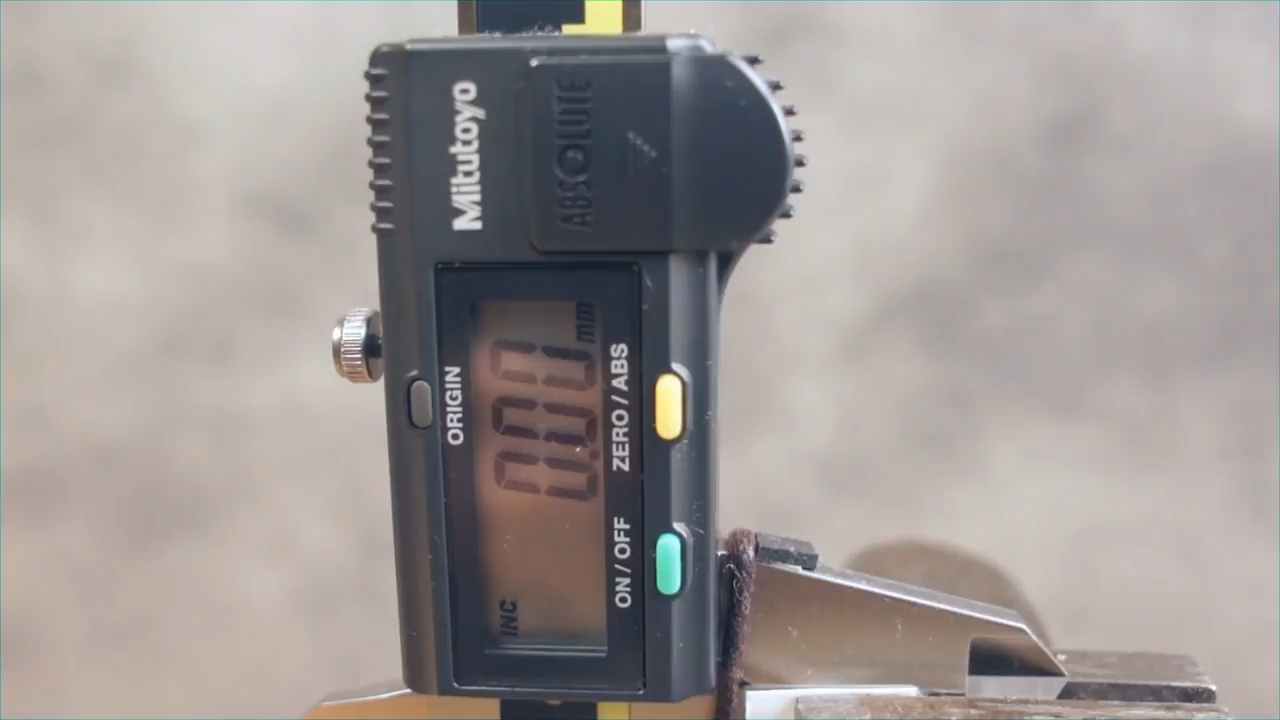 Mitutoyo
ABSOLUTE
ORIGIN
INC
0.00 mm
ON / OFF
ZERO / ABS